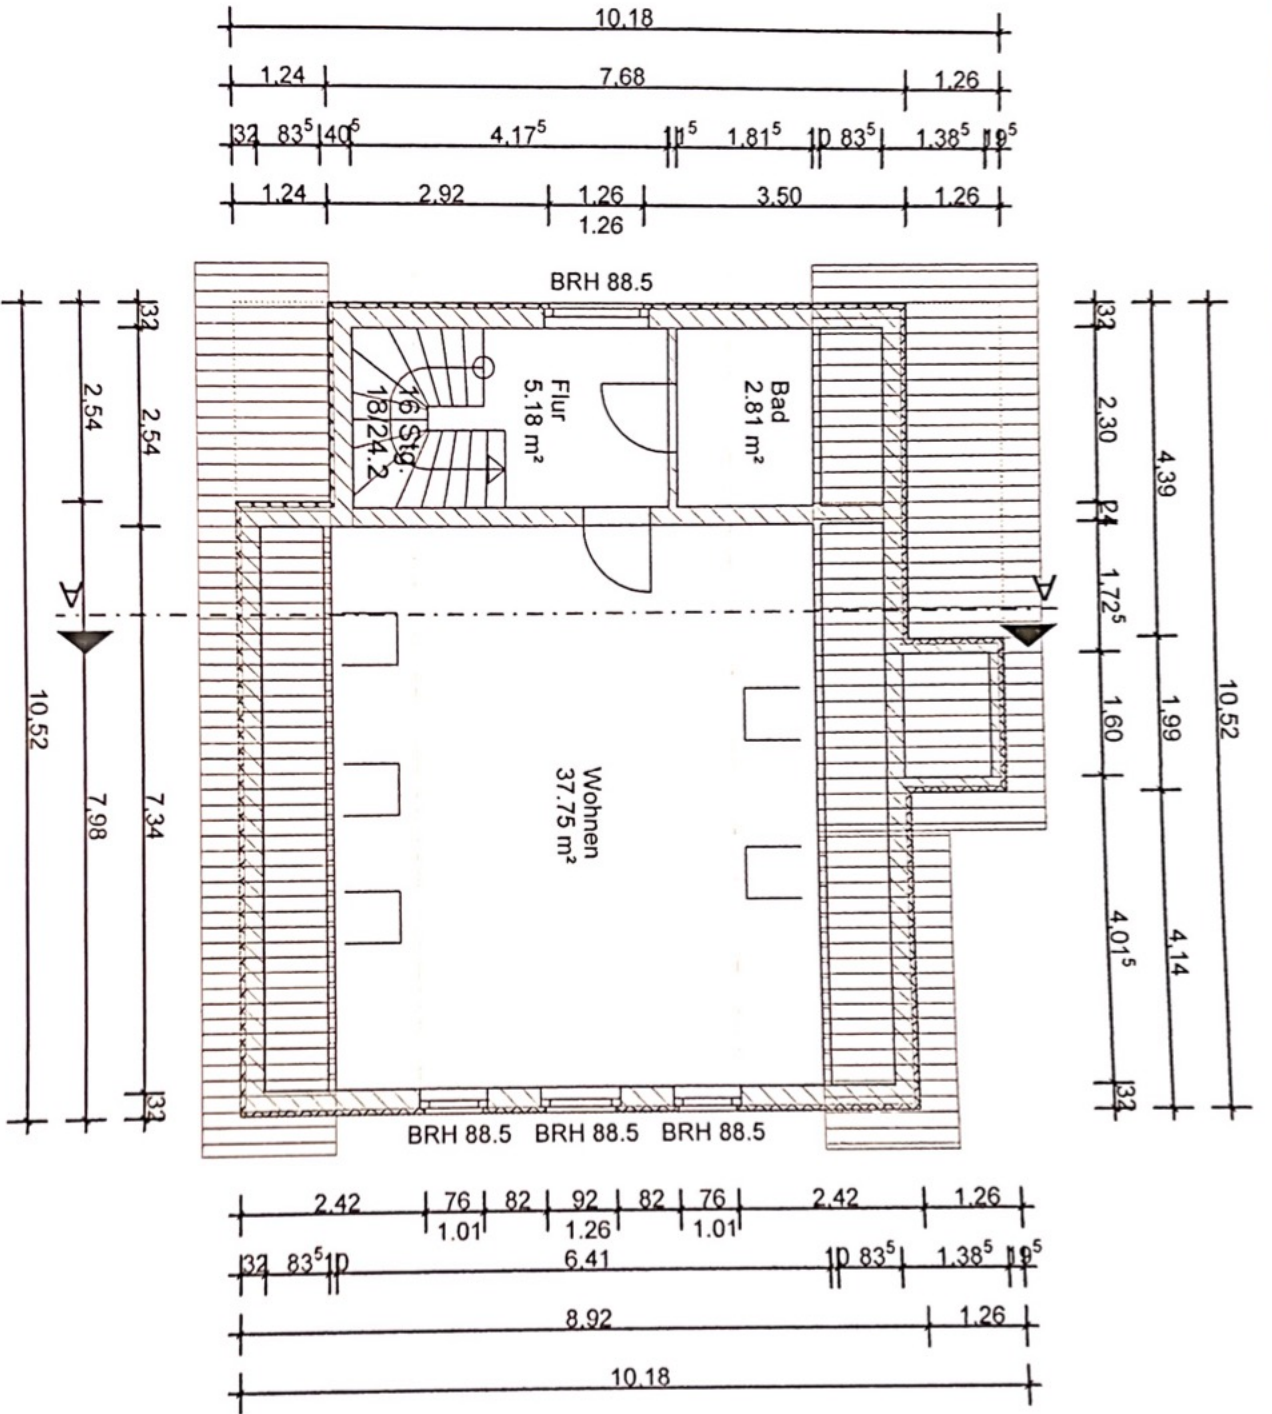 10.18
1.24 7.68 1.26
32 83⁵ 40⁵ 4.17⁵ 11⁵ 1.81⁵ 10 83⁵ 1.38⁵ 19⁵
1.24 2.92 1.26 3.50 1.26
1.26
BRH 88.5
10.52
2.54 7.98
32 2.54 7.34 32
16 Stg.
18/24.2
Flur
5.18 m²
Bad
2.81 m²
Wohnen
37.75 m²
A
A
32 2.30 24 1.72⁵ 1.60 4.01⁵ 32
4.39 1.99 4.14
10.52
BRH 88.5 BRH 88.5 BRH 88.5
2.42 76 82 92 82 76 2.42 1.26
1.01 1.26 1.01
32 83⁵ 10 6.41 10 83⁵ 1.38⁵ 19⁵
8.92 1.26
10.18